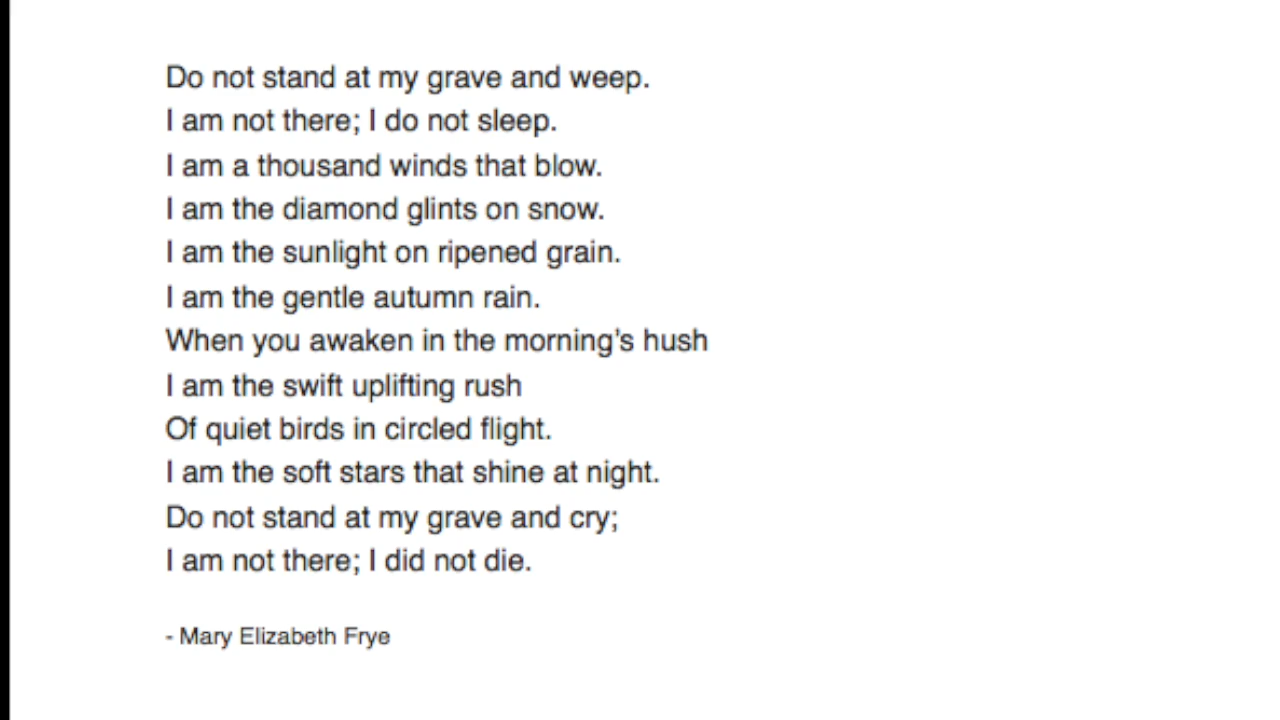 Do not stand at my grave and weep.
I am not there; I do not sleep.
I am a thousand winds that blow.
I am the diamond glints on snow.
I am the sunlight on ripened grain.
I am the gentle autumn rain.
When you awaken in the morning’s hush
I am the swift uplifting rush
Of quiet birds in circled flight.
I am the soft stars that shine at night.
Do not stand at my grave and cry;
I am not there; I did not die.
- Mary Elizabeth Frye